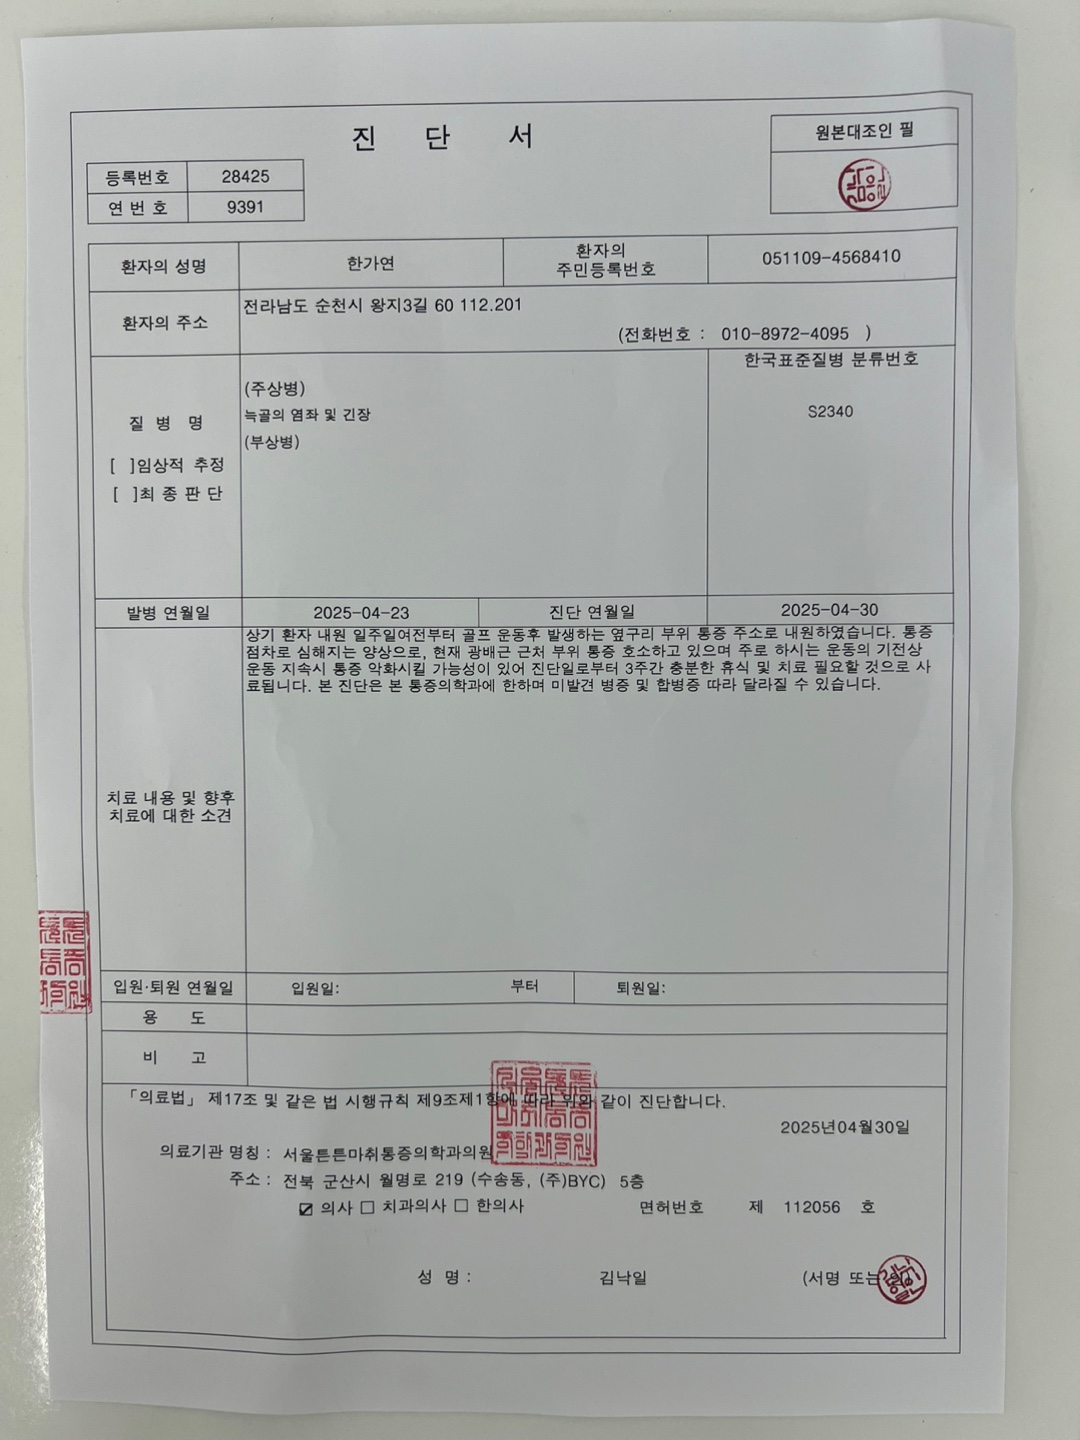 진 단 서
원본대조인 필
등록번호 28425
연 번 호 9391
환자의 성명 한가연 환자의 주민등록번호 051109-4568410
환자의 주소 전라남도 순천시 왕지3길 60 112.201
(전화번호 : 010-8972-4095 )
질 병 명
[ ]임상적 추정
[ ]최 종 판 단
(주상병)
늑골의 염좌 및 긴장
(부상병)
한국표준질병 분류번호
S2340
발병 연월일 2025-04-23 진단 연월일 2025-04-30
치료 내용 및 향후
치료에 대한 소견
상기 환자 내원 일주일여전부터 골프 운동후 발생하는 옆구리 부위 통증 주소로 내원하였습니다. 통증
점차로 심해지는 양상으로, 현재 광배근 근처 부위 통증 호소하고 있으며 주로 하시는 운동의 기전상
운동 지속시 통증 악화시킬 가능성이 있어 진단일로부터 3주간 충분한 휴식 및 치료 필요할 것으로 사
료됩니다. 본 진단은 본 통증의학과에 한하며 미발견 병증 및 합병증 따라 달라질 수 있습니다.
입원·퇴원 연월일 입원일: 부터 퇴원일:
용 도
비 고
「의료법」 제17조 및 같은 법 시행규칙 제9조제1항에 따라 위와 같이 진단합니다.
2025년04월30일
의료기관 명칭 : 서울튼튼마취통증의학과의원
주소 : 전북 군산시 월명로 219 (수송동, (주)BYC) 5층
☑ 의사 □ 치과의사 □ 한의사 면허번호 제 112056 호
성 명 : 김낙일 (서명 또는